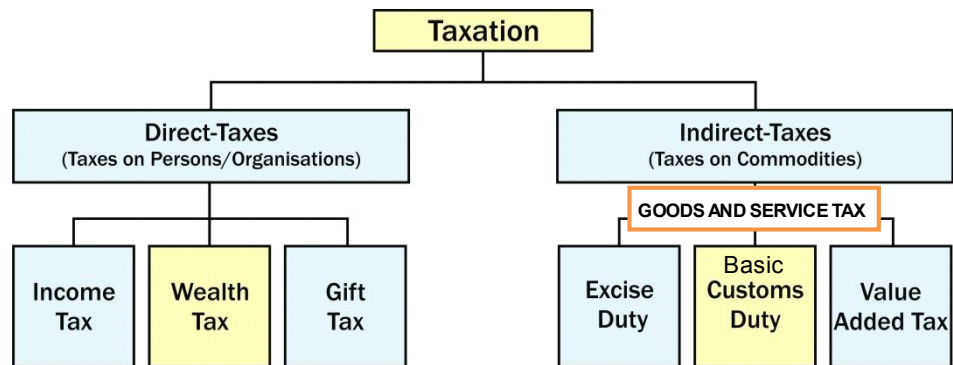 Taxation
Direct-Taxes
(Taxes on Persons/Organisations)
Indirect-Taxes
(Taxes on Commodities)
GOODS AND SERVICE TAX
Income
Tax
Wealth
Tax
Gift
Tax
Excise
Duty
Basic
Customs
Duty
Value
Added Tax